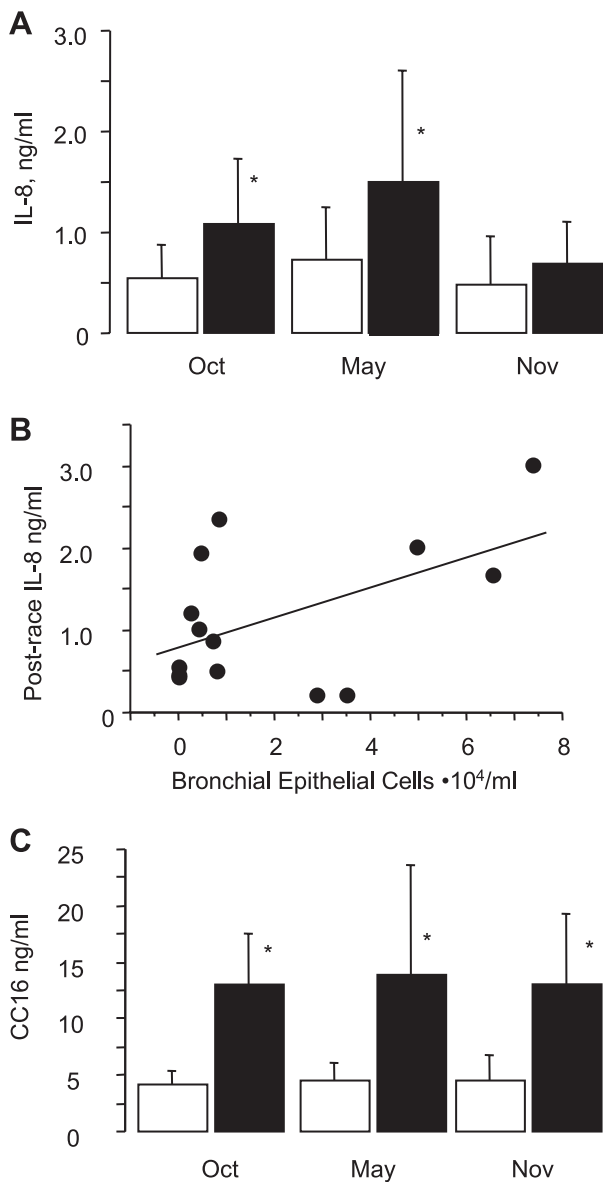 A
3.0
2.0
1.0
0
IL-8, ng/ml
*
*
Oct May Nov
B
3.0
2.0
1.0
0
Post-race IL-8 ng/ml
0 2 4 6 8
Bronchial Epithelial Cells •10⁴/ml
C
25
20
15
10
5
0
CC16 ng/ml
*
*
*
Oct May Nov